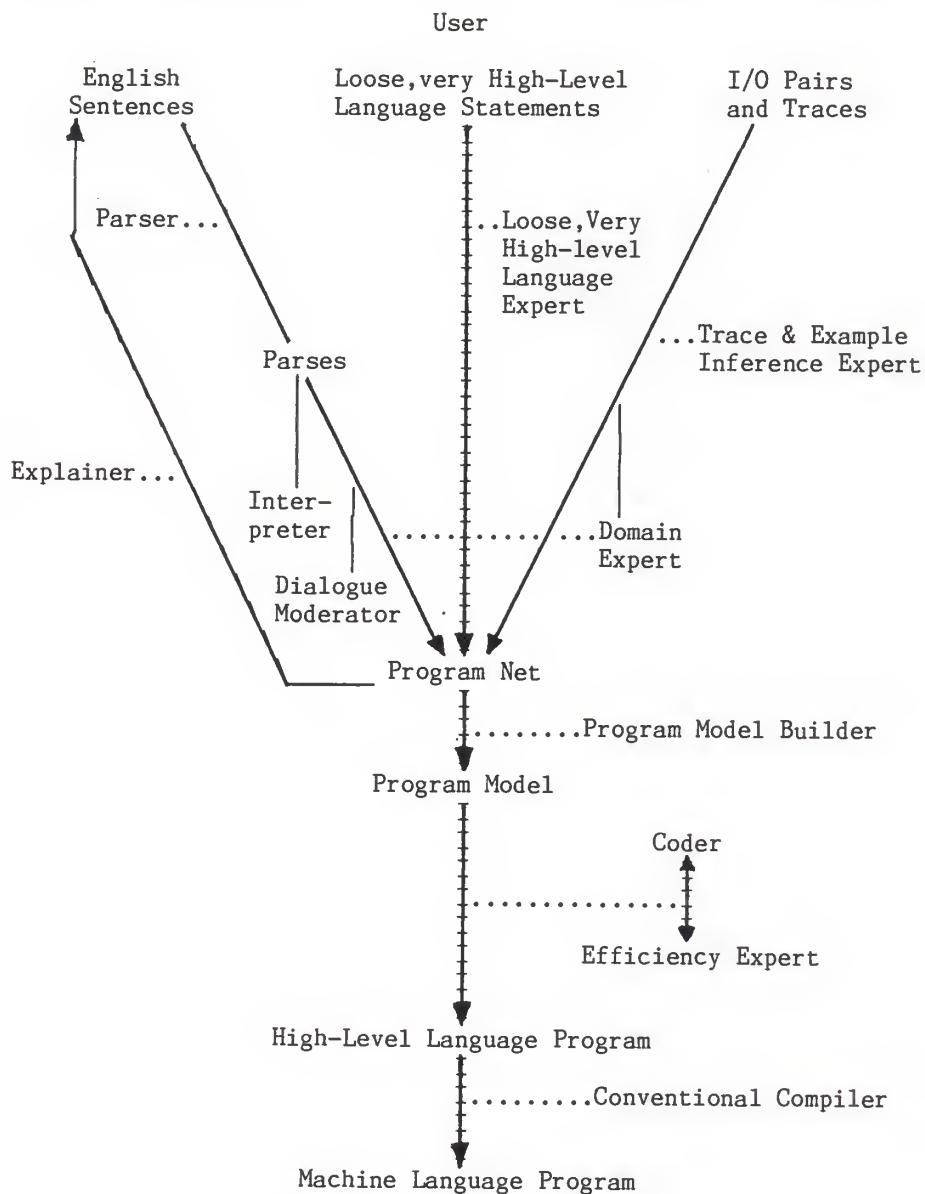 User
English
Sentences
Loose,very High-Level
Language Statements
I/O Pairs
and Traces
Parser...
..Loose,Very
High-level
Language
Expert
...Trace & Example
Inference Expert
Parses
Explainer...
Inter-
preter
Domain
Expert
Dialogue
Moderator
Program Net
........Program Model Builder
Program Model
Coder
Efficiency Expert
High-Level Language Program
.........Conventional Compiler
Machine Language Program